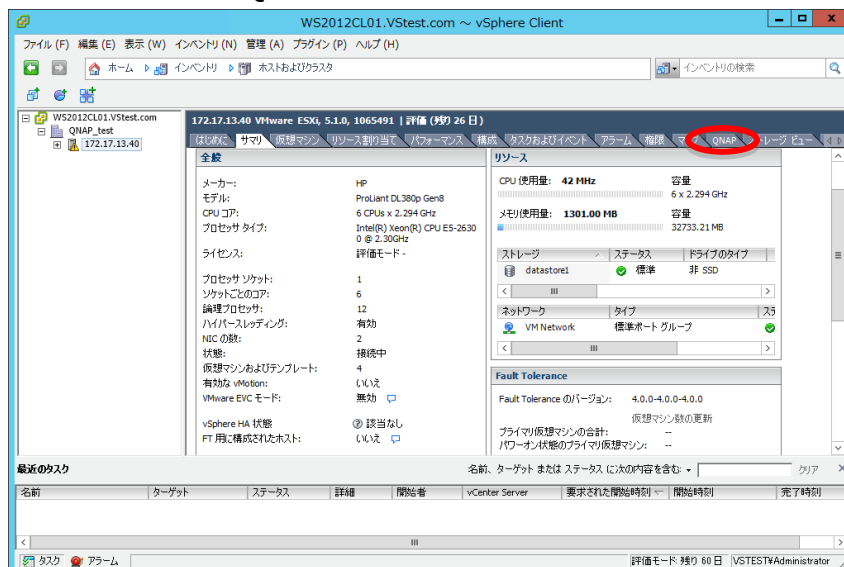 WS2012CL01.VStest.com ~ vSphere Client
ファイル (F) 編集 (E) 表示 (W) インベントリ (N) 管理 (A) プラグイン (P) ヘルプ (H)
ホーム インベントリ ホストおよびクラスタ インベントリの検索
WS2012CL01.VStest.com
QNAP_test
172.17.13.40
172.17.13.40 VMware ESXi, 5.1.0, 1065491 | 評価 (残り 26 日)
はじめに サマリ 仮想マシン リソース割り当て パフォーマンス 構成 タスクおよびイベント アラーム 権限 マップ QNAP ストレージ ビュー
全般
メーカー: HP
モデル: ProLiant DL380p Gen8
CPU コア: 6 CPUs x 2.294 GHz
プロセッサ タイプ: Intel(R) Xeon(R) CPU E5-2630
0 @ 2.30GHz
ライセンス: 評価モード -
プロセッサ ソケット: 1
ソケットごとのコア: 6
論理プロセッサ: 12
ハイパースレッディング: 有効
NIC の数: 2
状態: 接続中
仮想マシンおよびテンプレート: 4
有効な vMotion: いいえ
VMware EVC モード: 無効
vSphere HA 状態 ? 該当なし
FT 用に構成されたホスト: いいえ
リソース
CPU 使用量: 42 MHz 容量
6 x 2.294 GHz
メモリ使用量: 1301.00 MB 容量
32733.21 MB
ストレージ ステータス ドライブのタイプ
datastore1 標準 非 SSD
ネットワーク タイプ ステ
VM Network 標準ポート グループ
Fault Tolerance
Fault Tolerance のバージョン: 4.0.0-4.0.0-4.0.0
仮想マシン数の更新
プライマリ仮想マシンの合計: --
パワーオン状態のプライマリ仮想マシン: --
最近のタスク 名前、ターゲット または ステータス に次の内容を含む: クリア
名前 ターゲット ステータス 詳細 開始者 vCenter Server 要求された開始時刻 開始時刻 完了時刻
タスク アラーム 評価モード: 残り 60 日 VSTEST¥Administrator